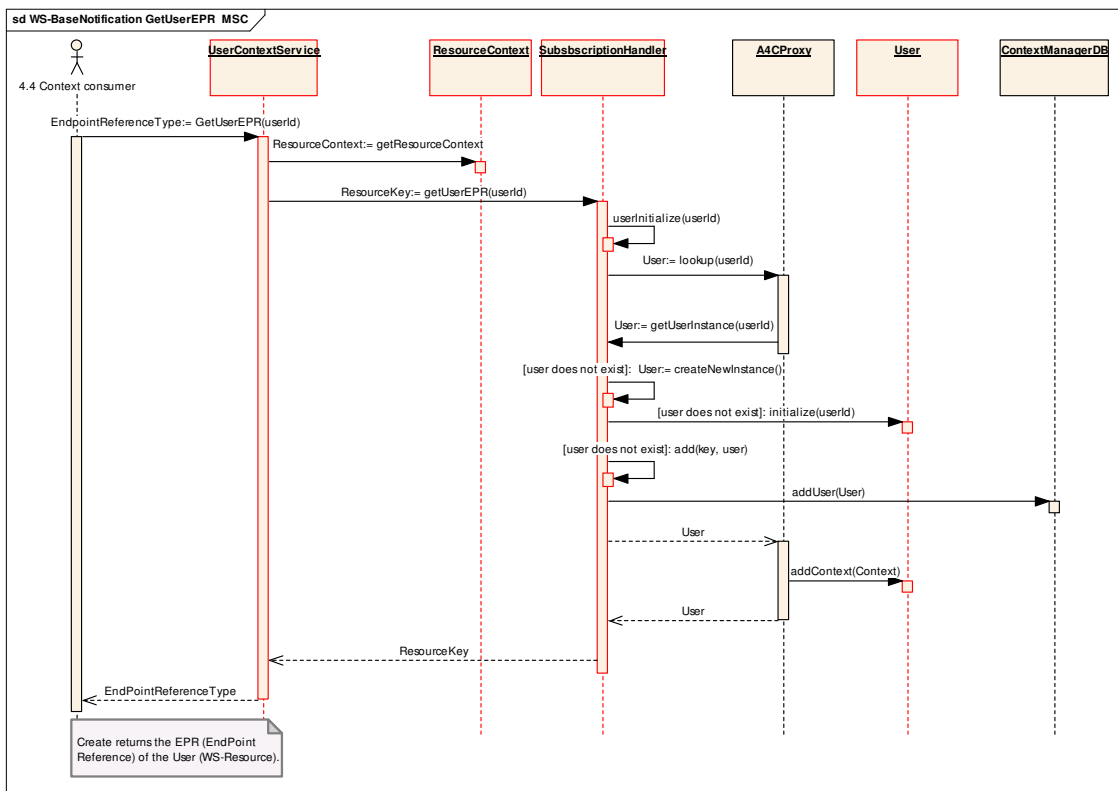 sd WS-BaseNotification GetUserEPR MSC
4.4 Context consumer
UserContextService
ResourceContext
SubsbscriptionHandler
A4CProxy
User
ContextManagerDB
EndpointReferenceType:= GetUserEPR(userId)
ResourceContext:= getResourceContext
ResourceKey:= getUserEPR(userId)
userInitialize(userId)
User:= lookup(userId)
User:= getUserInstance(userId)
[user does not exist]: User:= createNewInstance()
[user does not exist]: initialize(userId)
[user does not exist]: add(key, user)
addUser(User)
User
addContext(Context)
User
ResourceKey
EndPointReferenceType
Create returns the EPR (EndPoint
Reference) of the User (WS-Resource).